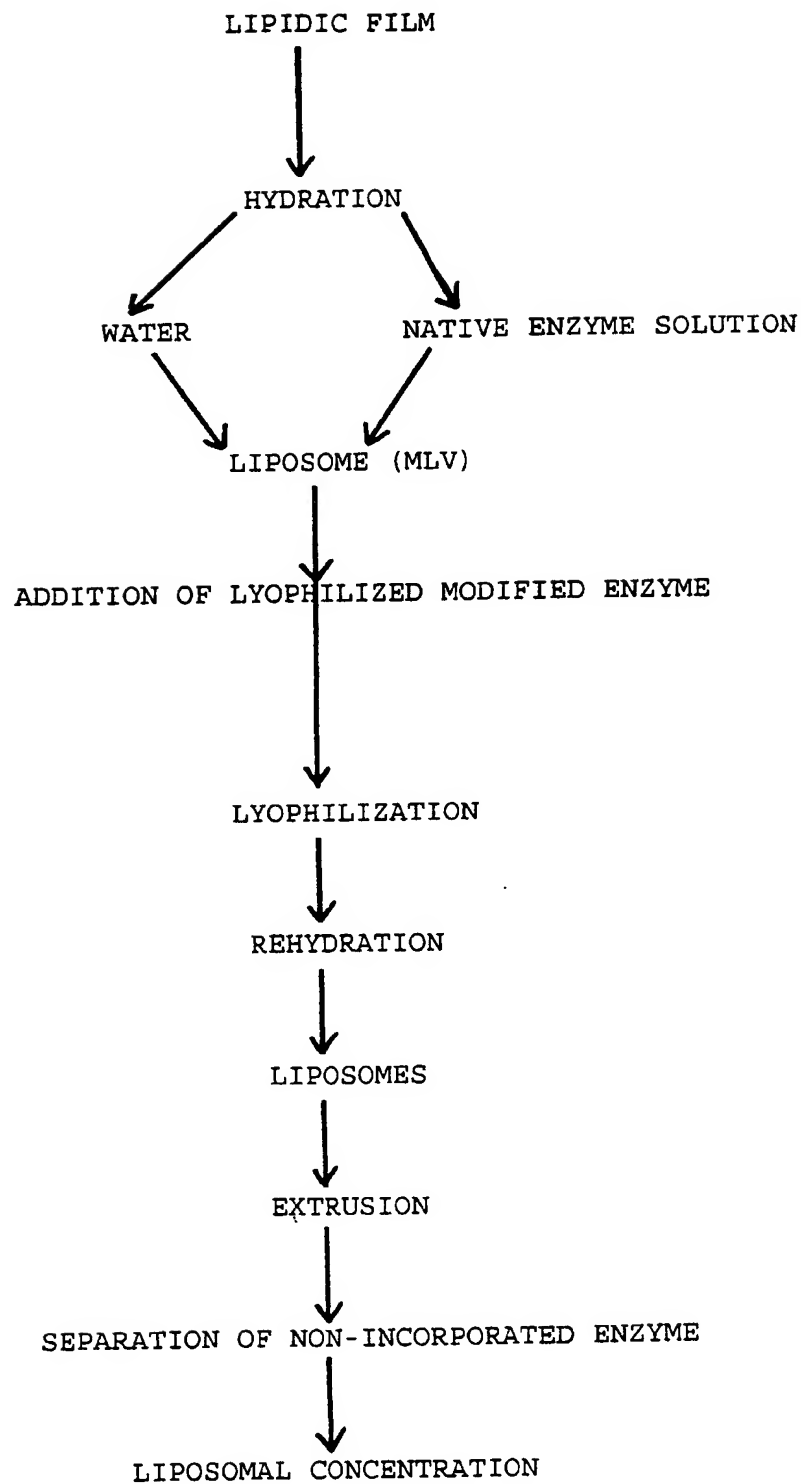 LIPIDIC FILM
HYDRATION
WATER
NATIVE ENZYME SOLUTION
LIPOSOME (MLV)
ADDITION OF LYOPHILIZED MODIFIED ENZYME
LYOPHILIZATION
REHYDRATION
LIPOSOMES
EXTRUSION
SEPARATION OF NON-INCORPORATED ENZYME
LIPOSOMAL CONCENTRATION